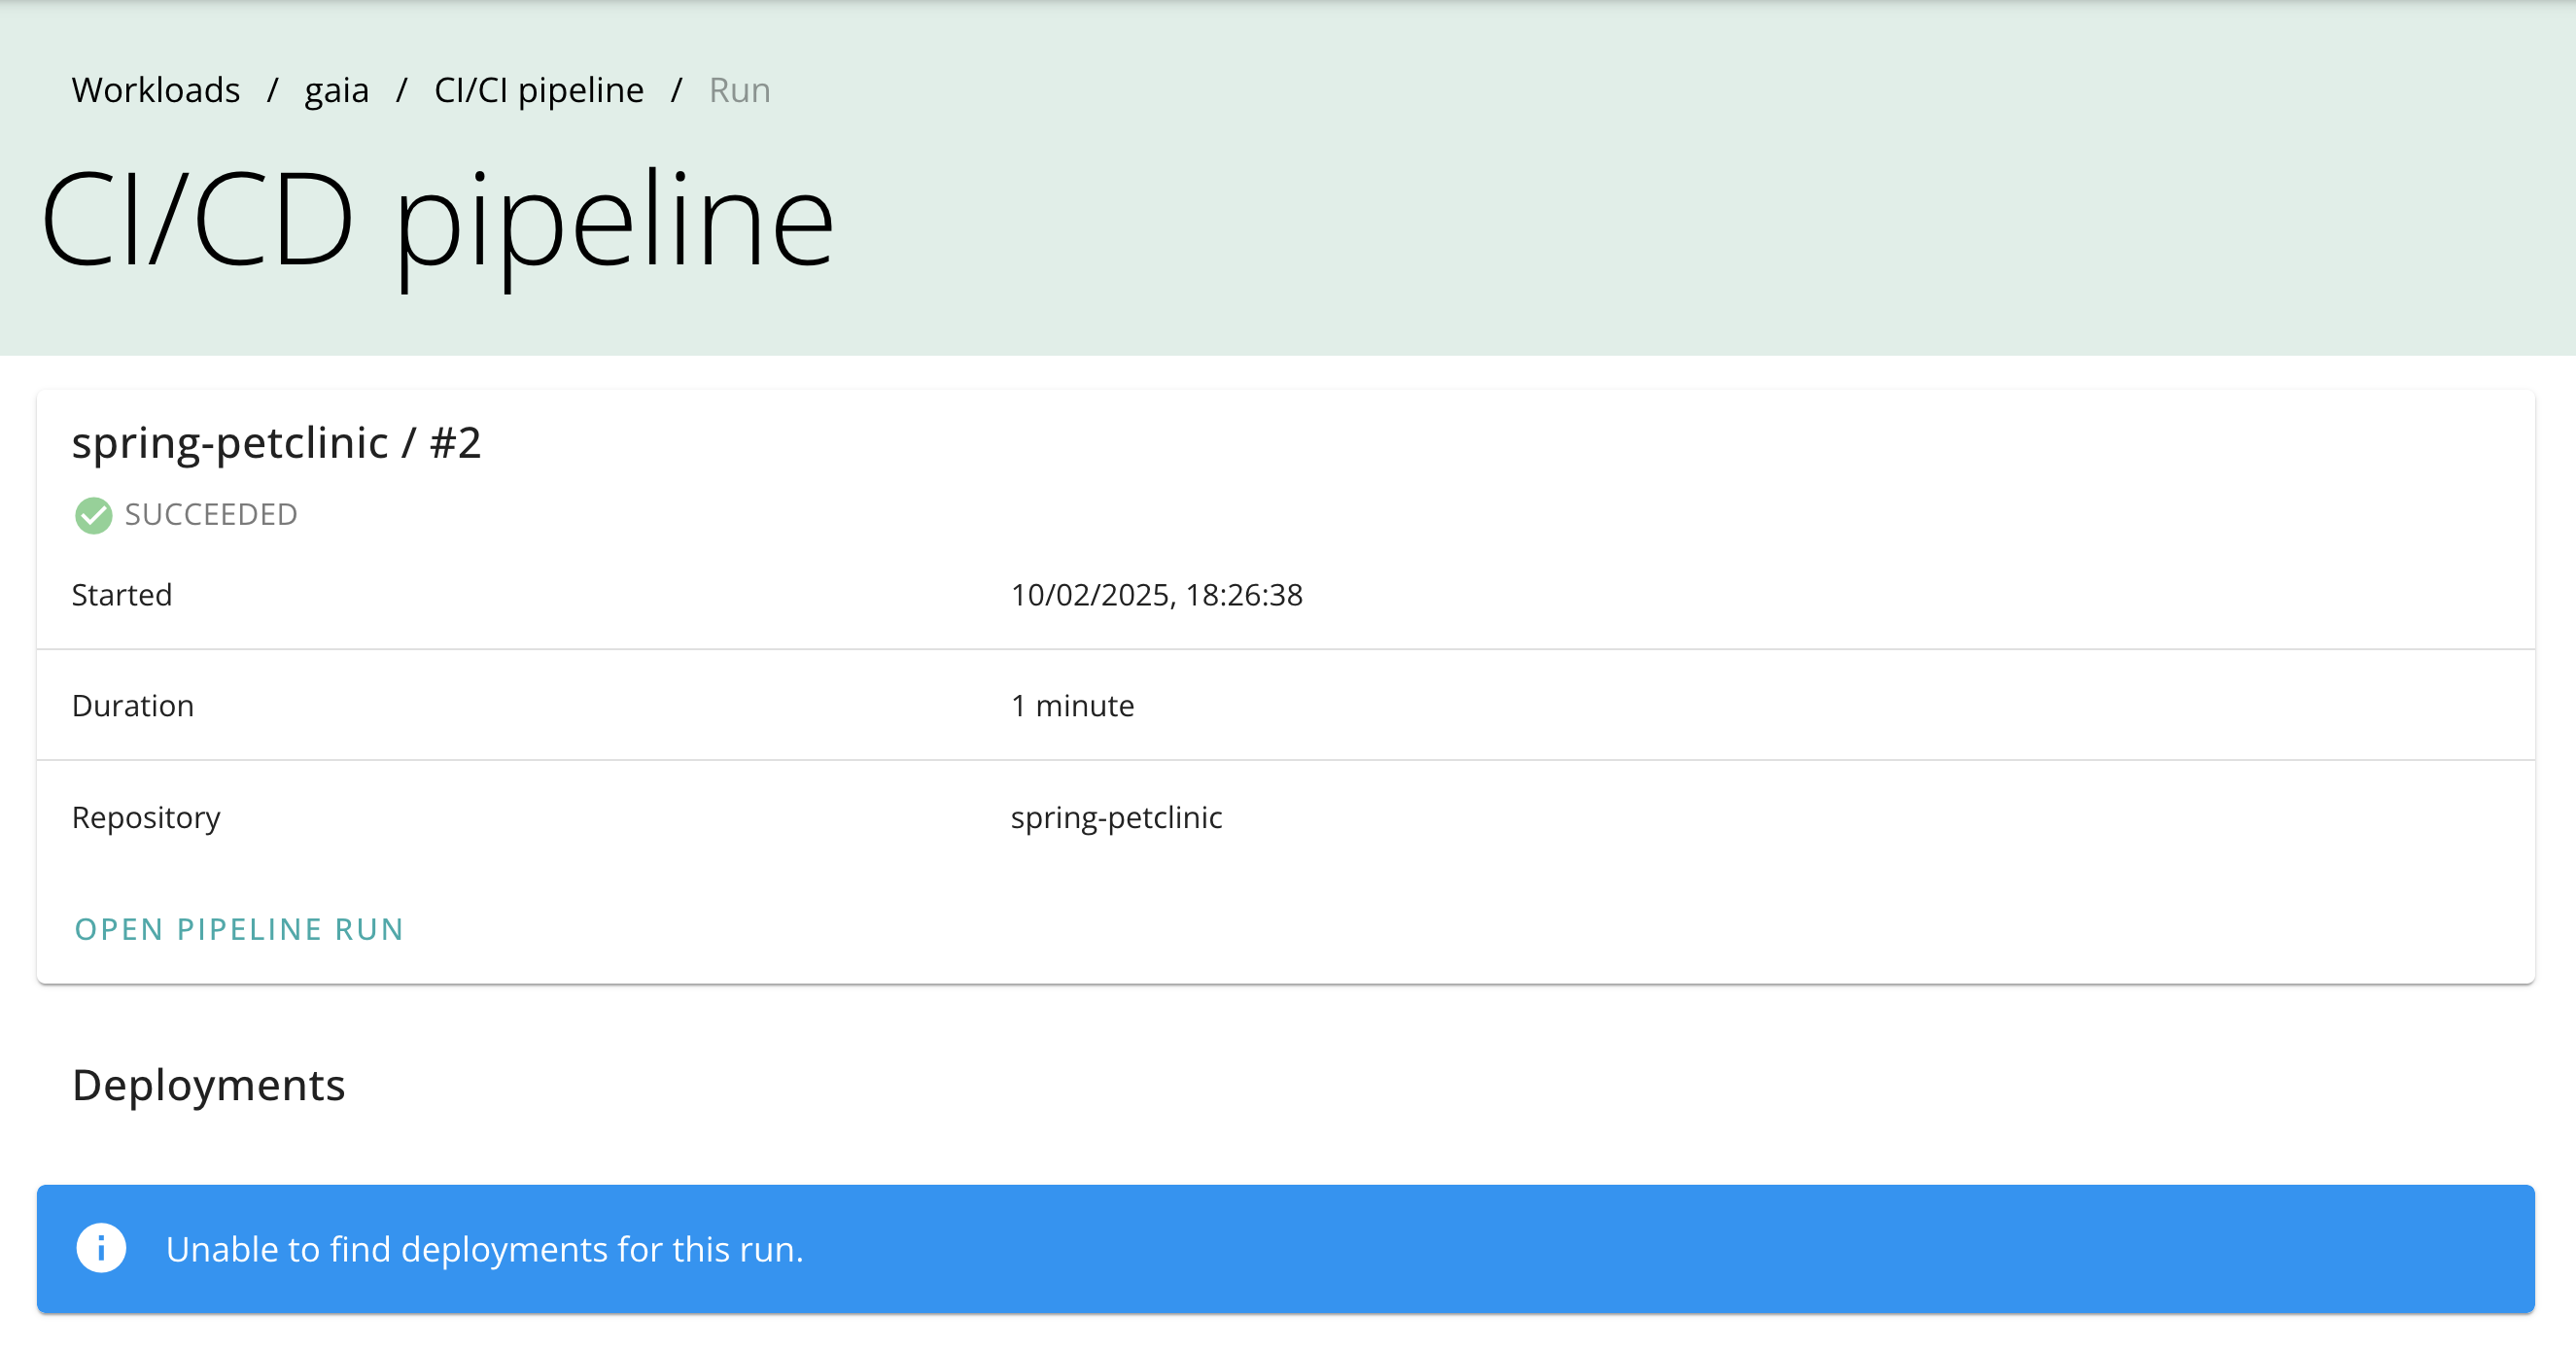 Workloads / gaia / CI/CI pipeline / Run
CI/CD pipeline
spring-petclinic / #2
SUCCEEDED
Started 10/02/2025, 18:26:38
Duration 1 minute
Repository spring-petclinic
OPEN PIPELINE RUN
Deployments
Unable to find deployments for this run.